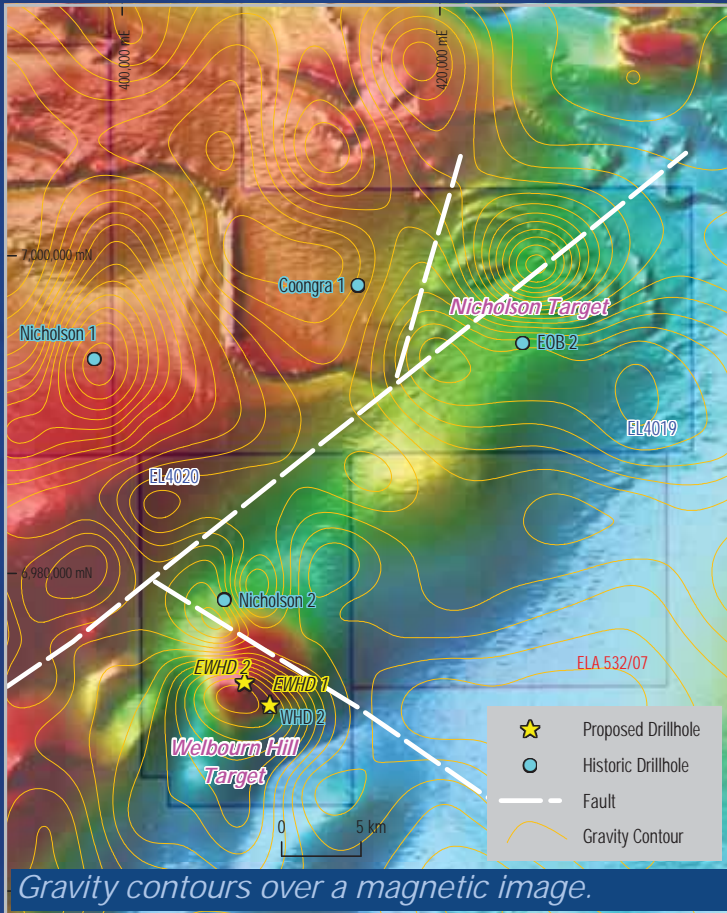 400,000 mE
420,000 mE
7,000,000 mN
Coongra 1
Nicholson Target
Nicholson 1
EOB 2
EL4019
EL4020
6,980,000 mN
Nicholson 2
ELA 532/07
EWHD 2
EWHD 1
WHD 2
Welbourn Hill
Target
Proposed Drillhole
Historic Drillhole
Fault
Gravity Contour
0 5 km
Gravity contours over a magnetic image.